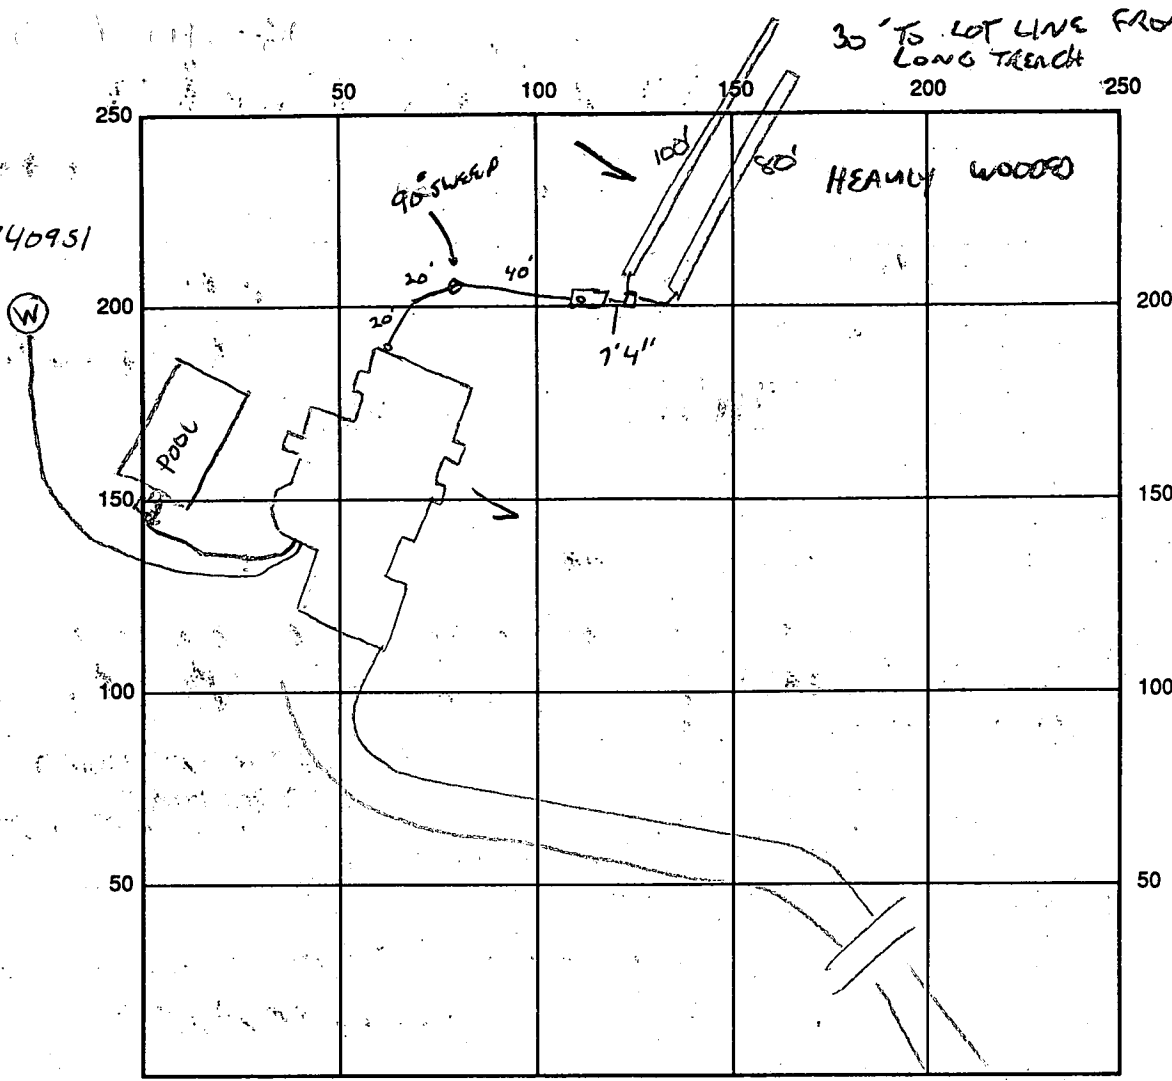 30' TO LOT LINE FRO
LONG TRENCH
50 100 150 200 250
250
100'
80'
HEAVILY WOODED
90° SWEEP
40951
20' 40'
W
200 200
20'
7'4"
POOL
150 150
100 100
50 50